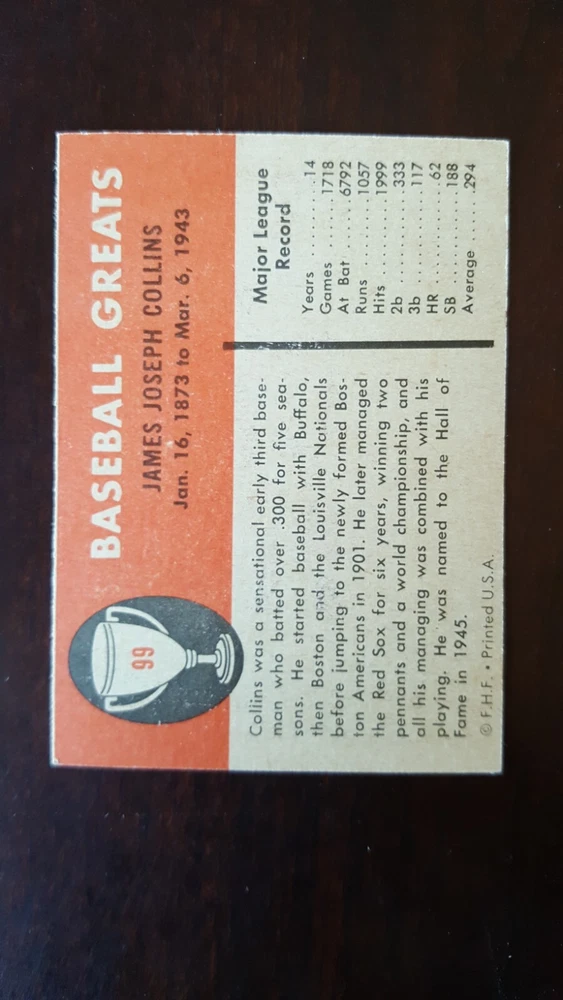 99
BASEBALL GREATS
JAMES JOSEPH COLLINS
Jan. 16, 1873 to Mar. 6, 1943
Collins was a sensational early third base-
man who batted over .300 for five sea-
sons. He started baseball with Buffalo,
then Boston and the Louisville Nationals
before jumping to the newly formed Bos-
ton Americans in 1901. He later managed
the Red Sox for six years, winning two
pennants and a world championship, and
all his managing was combined with his
playing. He was named to the Hall of
Fame in 1945.
© F.H.F. • Printed U.S.A.
Major League
Record
Years ..........14
Games .......1718
At Bat .....6792
Runs ........1057
Hits .........1999
2b ...........333
3b ...........117
HR ...........62
SB ...........188
Average .....294